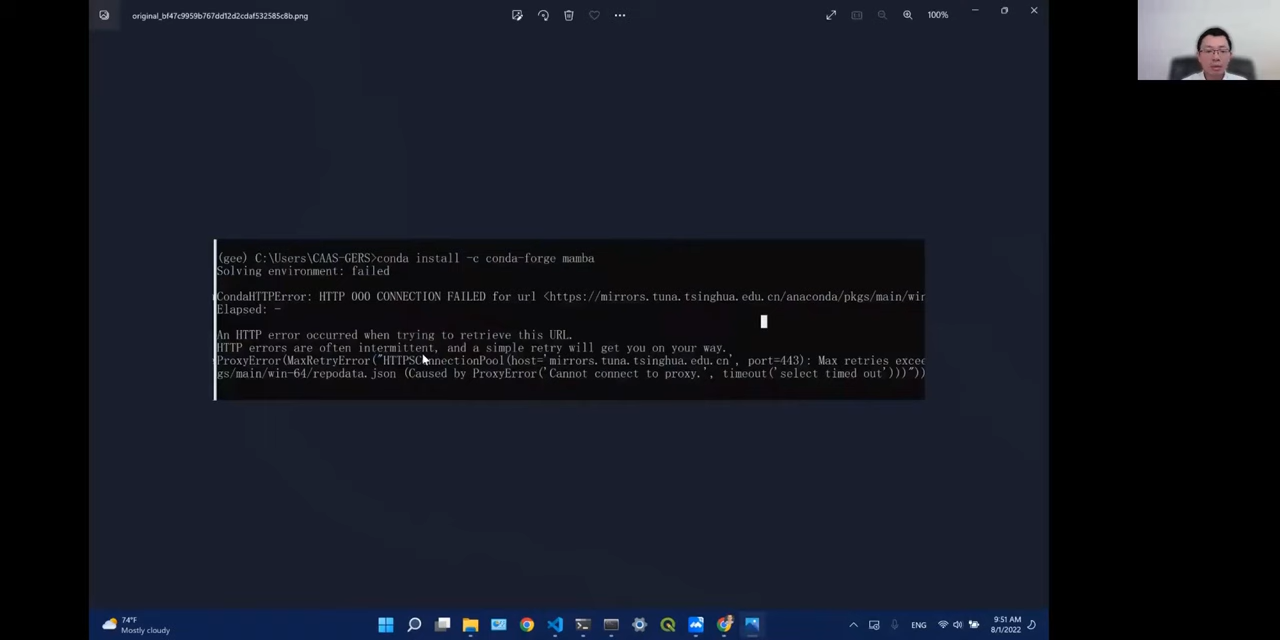 original_bf47c9959b767dd12d2cdaf532585c8b.png
100%
(gee) C:\Users\CAAS-GERS>conda install -c conda-forge mamba
Solving environment: failed
CondaHTTPError: HTTP 000 CONNECTION FAILED for url <https://mirrors.tuna.tsinghua.edu.cn/anaconda/pkgs/main/win
Elapsed: -
An HTTP error occurred when trying to retrieve this URL.
HTTP errors are often intermittent, and a simple retry will get you on your way.
ProxyError(MaxRetryError("HTTPSConnectionPool(host='mirrors.tuna.tsinghua.edu.cn', port=443): Max retries excee
gs/main/win-64/repodata.json (Caused by ProxyError('Cannot connect to proxy.', timeout('select timed out')))"))
74°F
Mostly cloudy
ENG
9:51 AM
8/1/2022